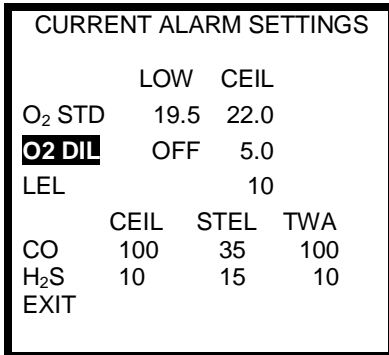 CURRENT ALARM SETTINGS
LOW CEIL
O₂ STD 19.5 22.0
O2 DIL OFF 5.0
LEL 10
CEIL STEL TWA
CO 100 35 100
H₂S 10 15 10
EXIT